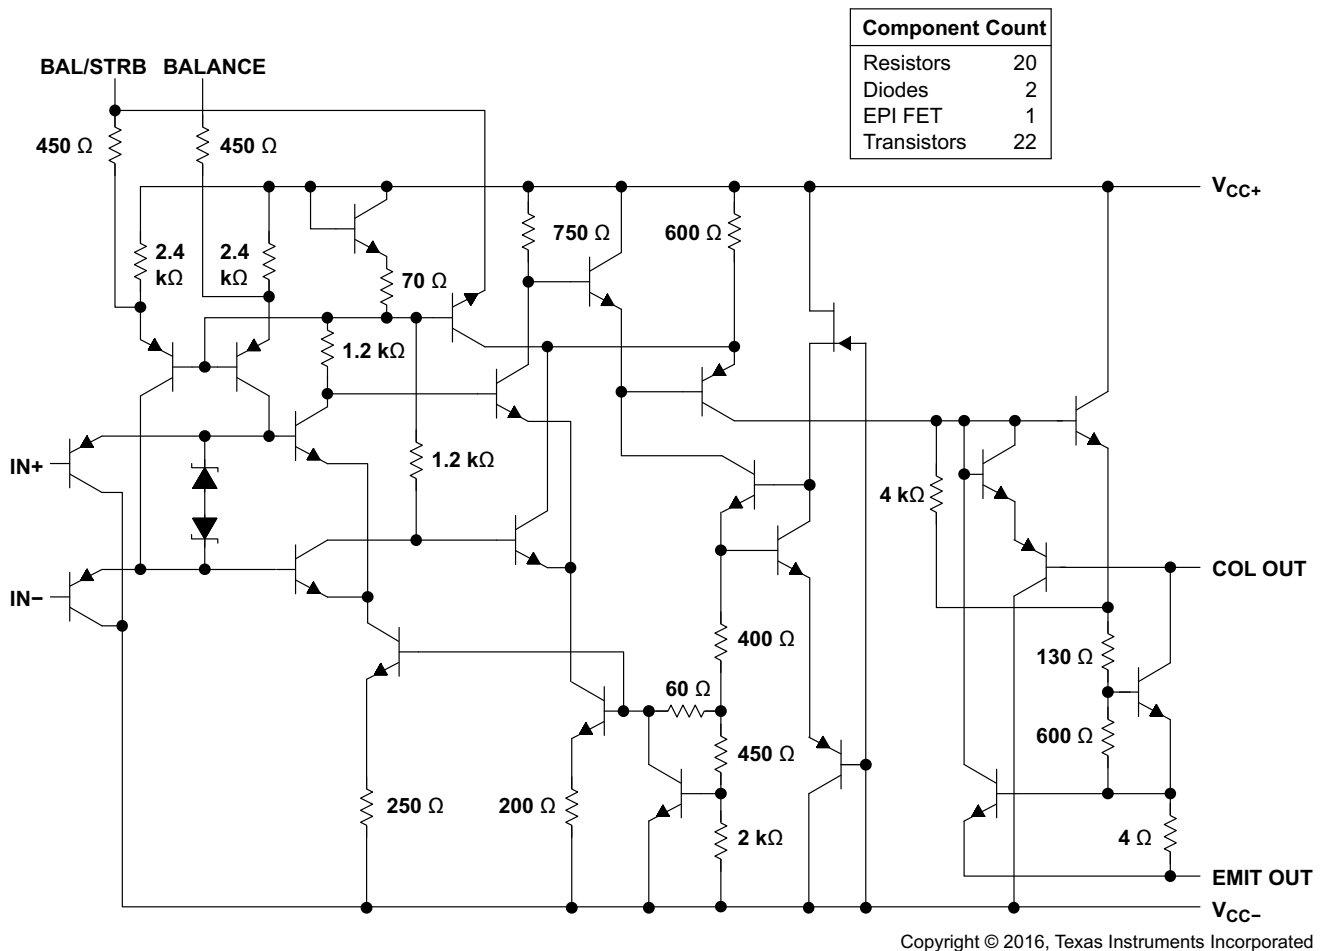 Component Count
Resistors 20
Diodes 2
EPI FET 1
Transistors 22
BAL/STRB BALANCE
450 Ω 450 Ω
VCC+
2.4 kΩ
2.4 kΩ
70 Ω
750 Ω
600 Ω
1.2 kΩ
IN+
1.2 kΩ
4 kΩ
COL OUT
IN−
400 Ω
130 Ω
60 Ω
600 Ω
450 Ω
250 Ω
200 Ω
2 kΩ
4 Ω
EMIT OUT
VCC−
Copyright © 2016, Texas Instruments Incorporated